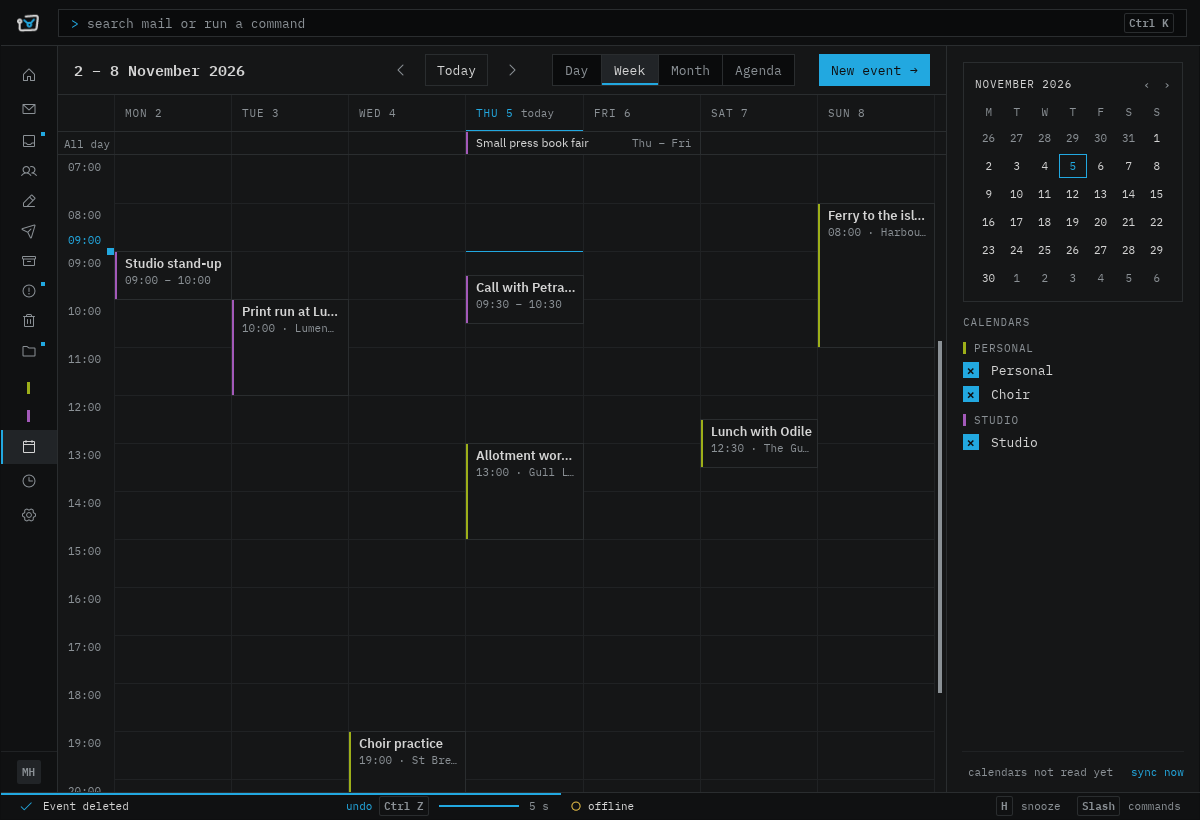 > search mail or run a command Ctrl K
2 – 8 November 2026 Today Day Week Month Agenda New event →
MON 2 TUE 3 WED 4 THU 5 today FRI 6 SAT 7 SUN 8
All day Small press book fair Thu – Fri
07:00
08:00
09:00
09:00
10:00
11:00
12:00
13:00
14:00
15:00
16:00
17:00
18:00
19:00
20:00
Studio stand-up
09:00 – 10:00
Print run at Lu…
10:00 · Lumen…
Choir practice
19:00 · St Bre…
Call with Petra…
09:30 – 10:30
Allotment wor…
13:00 · Gull L…
Lunch with Odile
12:30 · The Gu…
Ferry to the isl…
08:00 · Harbou…
NOVEMBER 2026 ‹ ›
M T W T F S S
26 27 28 29 30 31 1
2 3 4 5 6 7 8
9 10 11 12 13 14 15
16 17 18 19 20 21 22
23 24 25 26 27 28 29
30 1 2 3 4 5 6
CALENDARS
PERSONAL
Personal
Choir
STUDIO
Studio
calendars not read yet sync now
MH
Event deleted undo Ctrl Z 5 s offline H snooze Slash commands